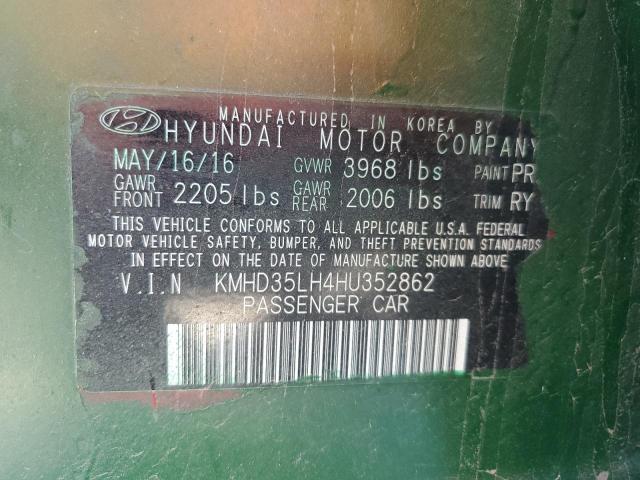 MANUFACTURED IN KOREA BY
HYUNDAI MOTOR COMPANY
MAY/16/16 GVWR 3968 lbs PAINT PR
GAWR FRONT 2205 lbs GAWR REAR 2006 lbs TRIM RY
THIS VEHICLE CONFORMS TO ALL APPLICABLE U.S.A. FEDERAL
MOTOR VEHICLE SAFETY, BUMPER, AND THEFT PREVENTION STANDARDS
IN EFFECT ON THE DATE OF MANUFACTURE SHOWN ABOVE.
V.I.N KMHD35LH4HU352862
PASSENGER CAR